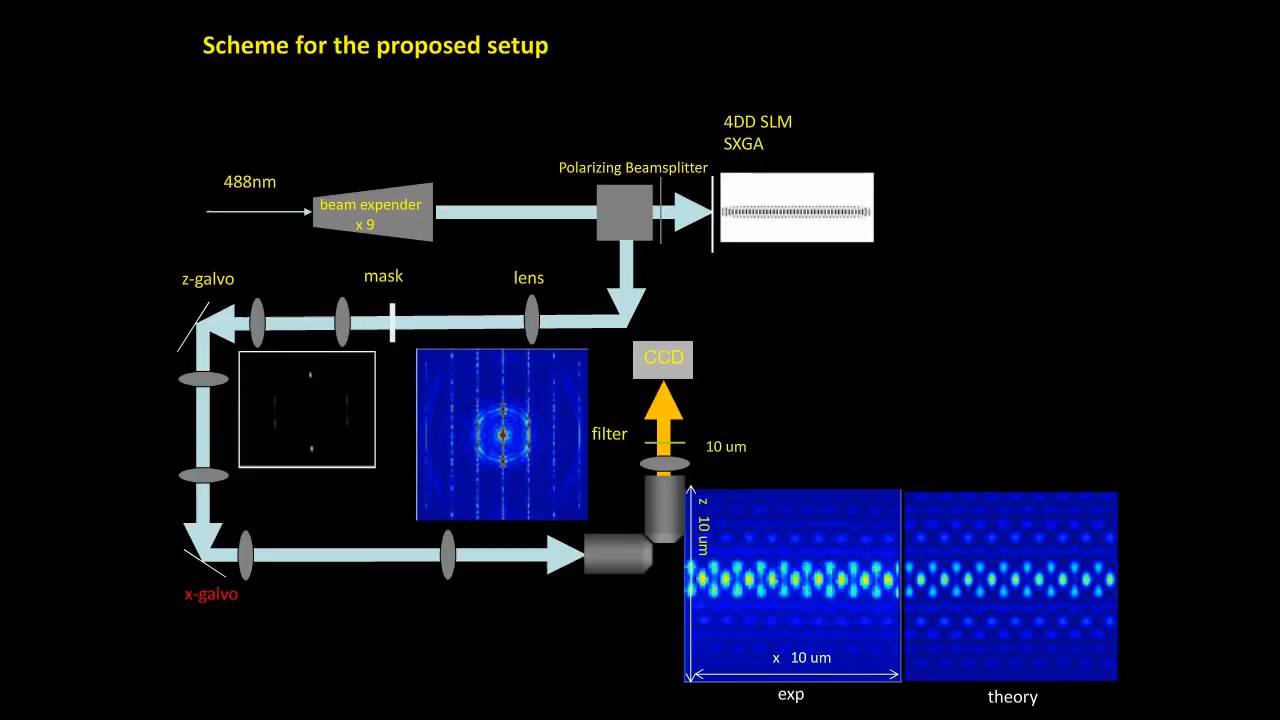 Scheme for the proposed setup
4DD SLM
SXGA
Polarizing Beamsplitter
488nm
beam expender
x 9
z-galvo
mask
lens
CCD
filter
10 um
z 10 um
x-galvo
x 10 um
exp
theory